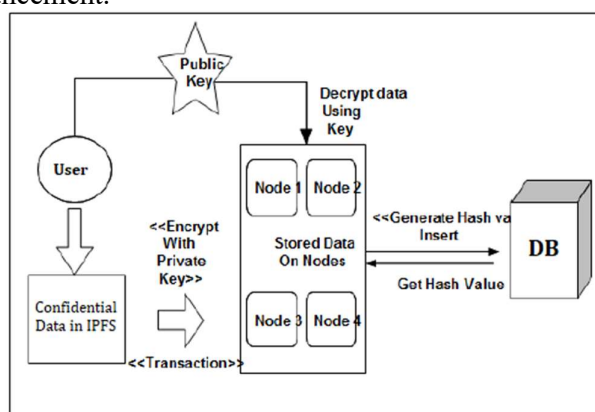 Public
Key
Decrypt data
Using
Key
User
Node 1
Node 2
<<Encrypt
With
Private
Key>>
Stored Data
On Nodes
<<Generate Hash va
Insert
DB
Get Hash Value
Confidential
Data in IPFS
Node 3
Node 4
<<Transaction>>